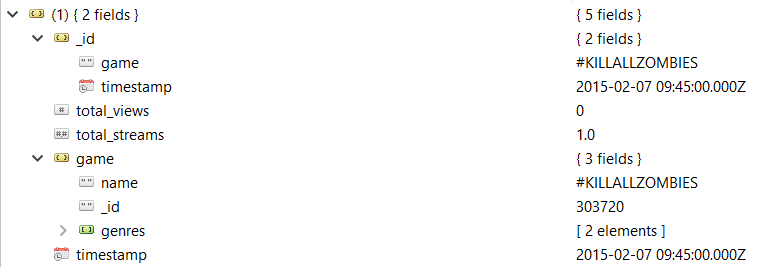 (1) { 2 fields } { 5 fields }
_id { 2 fields }
game #KILLALLZOMBIES
timestamp 2015-02-07 09:45:00.000Z
total_views 0
total_streams 1.0
game { 3 fields }
name #KILLALLZOMBIES
_id 303720
genres [ 2 elements ]
timestamp 2015-02-07 09:45:00.000Z